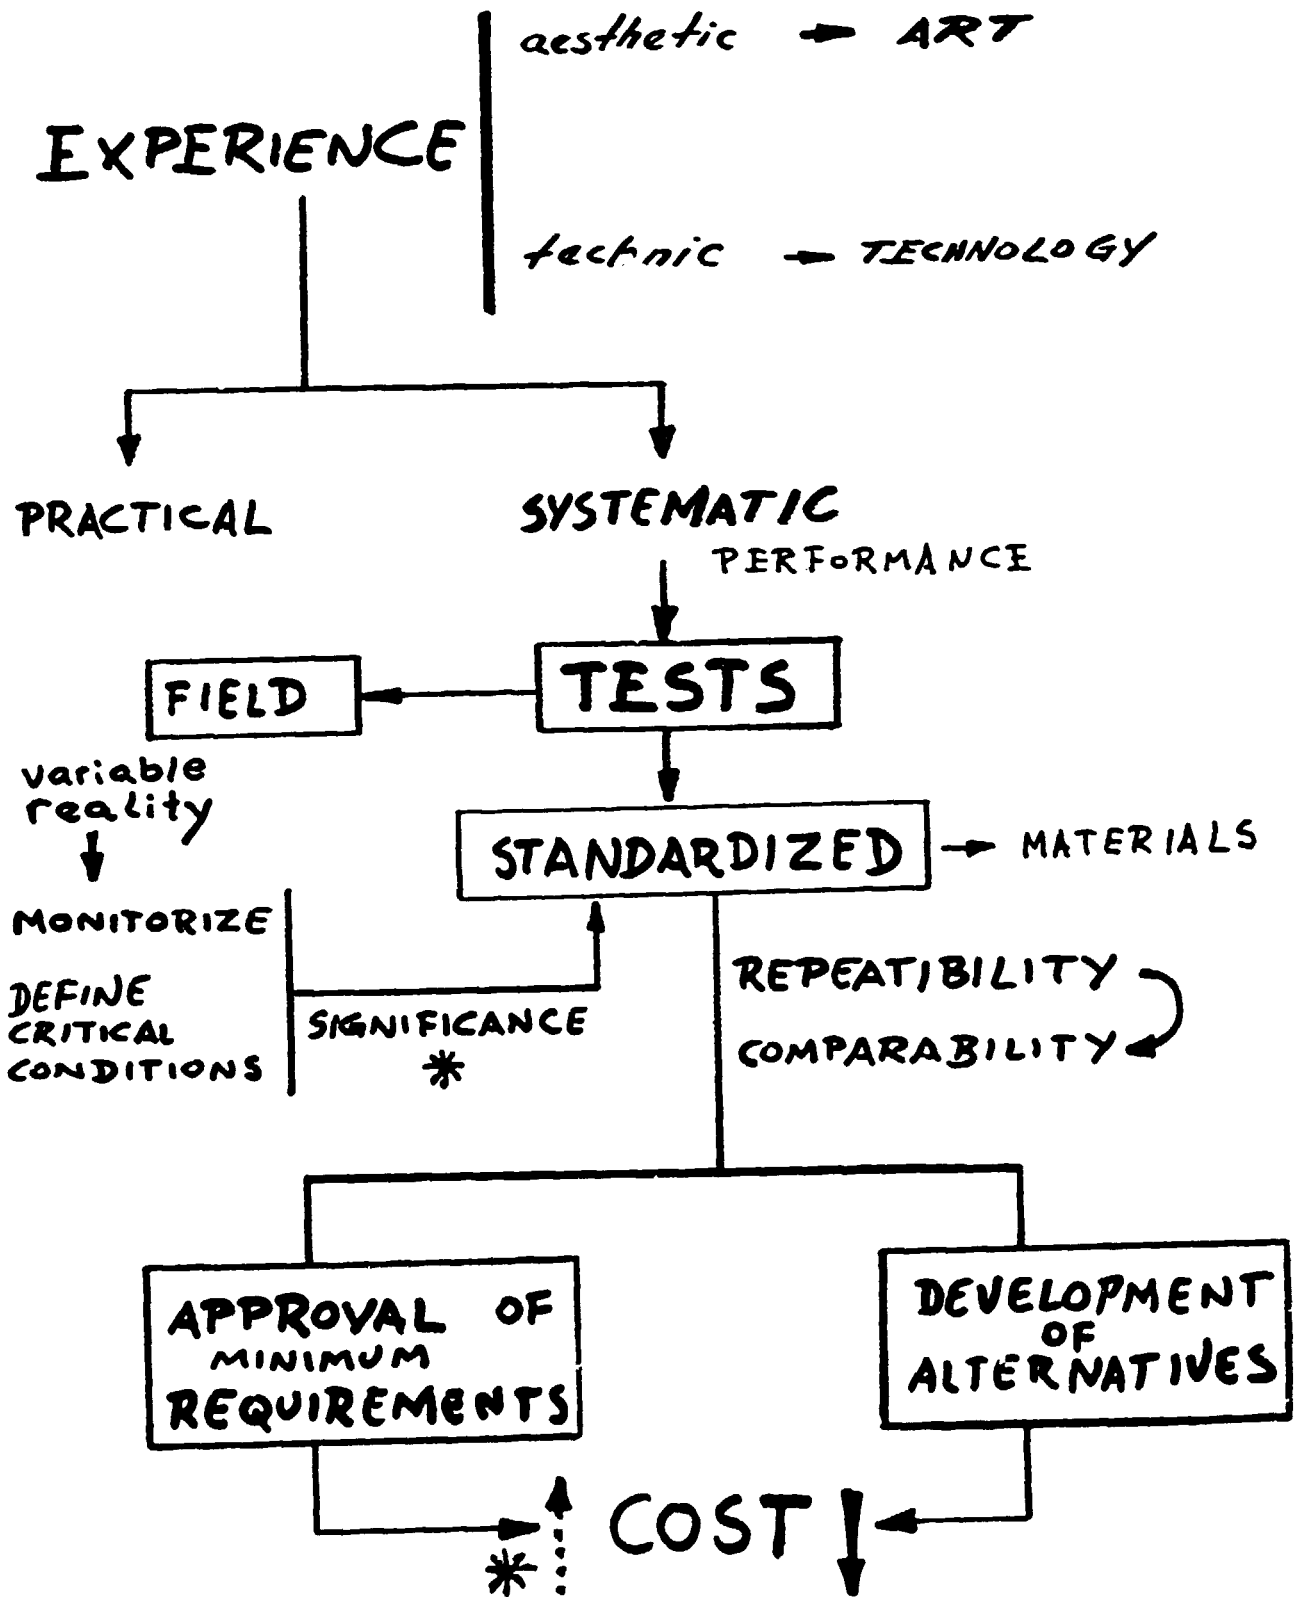 aesthetic → ART
EXPERIENCE
technic → TECHNOLOGY
PRACTICAL
SYSTEMATIC
PERFORMANCE
TESTS
FIELD
variable
reality
STANDARDIZED → MATERIALS
MONITORIZE
DEFINE
CRITICAL
CONDITIONS
SIGNIFICANCE
*
REPEATIBILITY
COMPARABILITY
APPROVAL OF
MINIMUM
REQUIREMENTS
DEVELOPMENT
OF
ALTERNATIVES
COST
*